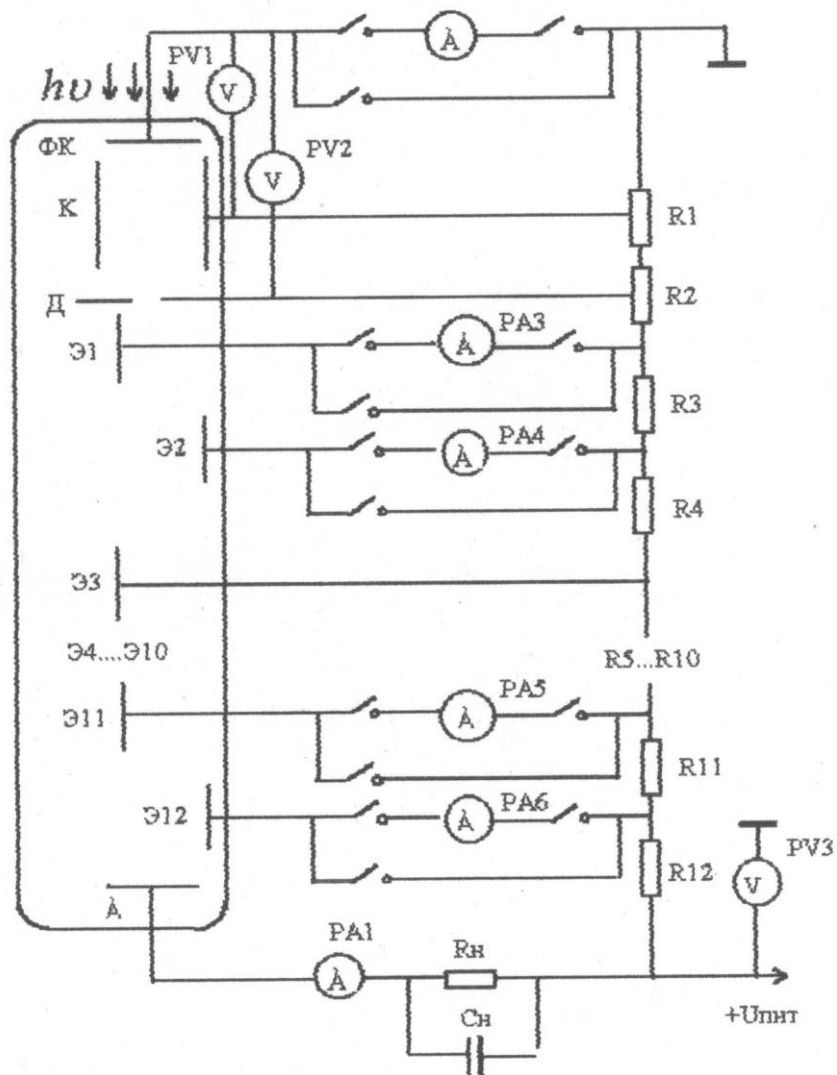 À
PV1
hυ
V
ФК
PV2
V
К
R1
Д
R2
PA3
Э1
À
R3
Э2
PA4
À
R4
Э3
Э4....Э10
R5...R10
PA5
Э11
À
R11
Э12
PA6
À
PV3
R12
V
À
PA1
Rн
À
Cн
+Uпит